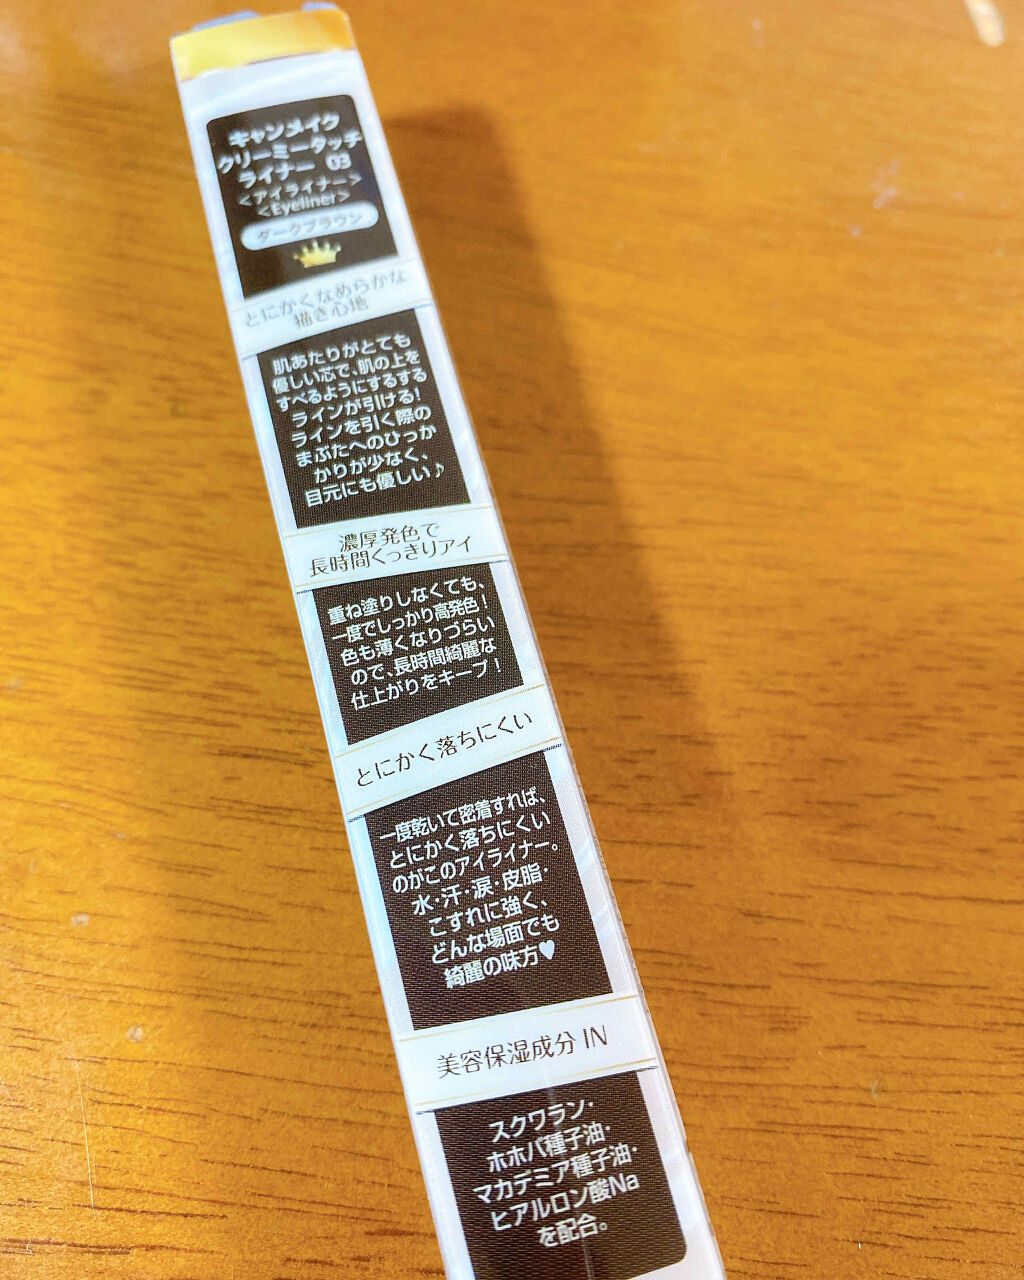 キャンメイク
クリーミータッチ
ライナー 03
<アイライナー>
<Eyeliner>
ダークブラウン
とにかくなめらかな
描き心地
肌あたりがとても
優しい芯で、肌の上を
すべるようにするする
ラインが引ける!
ラインを引く際の
まぶたへのひっか
かりが少なく、
目元にも優しい♪
濃厚発色で
長時間くっきりアイ
重ね塗りしなくても、
一度でしっかり高発色!
色も薄くなりづらい
ので、長時間綺麗な
仕上がりをキープ!
とにかく落ちにくい
一度乾いて密着すれば、
とにかく落ちにくい
のがこのアイライナー。
水・汗・涙・皮脂・
こすれに強く、
どんな場面でも
綺麗の味方♥
美容保湿成分 IN
スクワラン・
ホホバ種子油・
マカデミア種子油・
ヒアルロン酸Na
を配合。